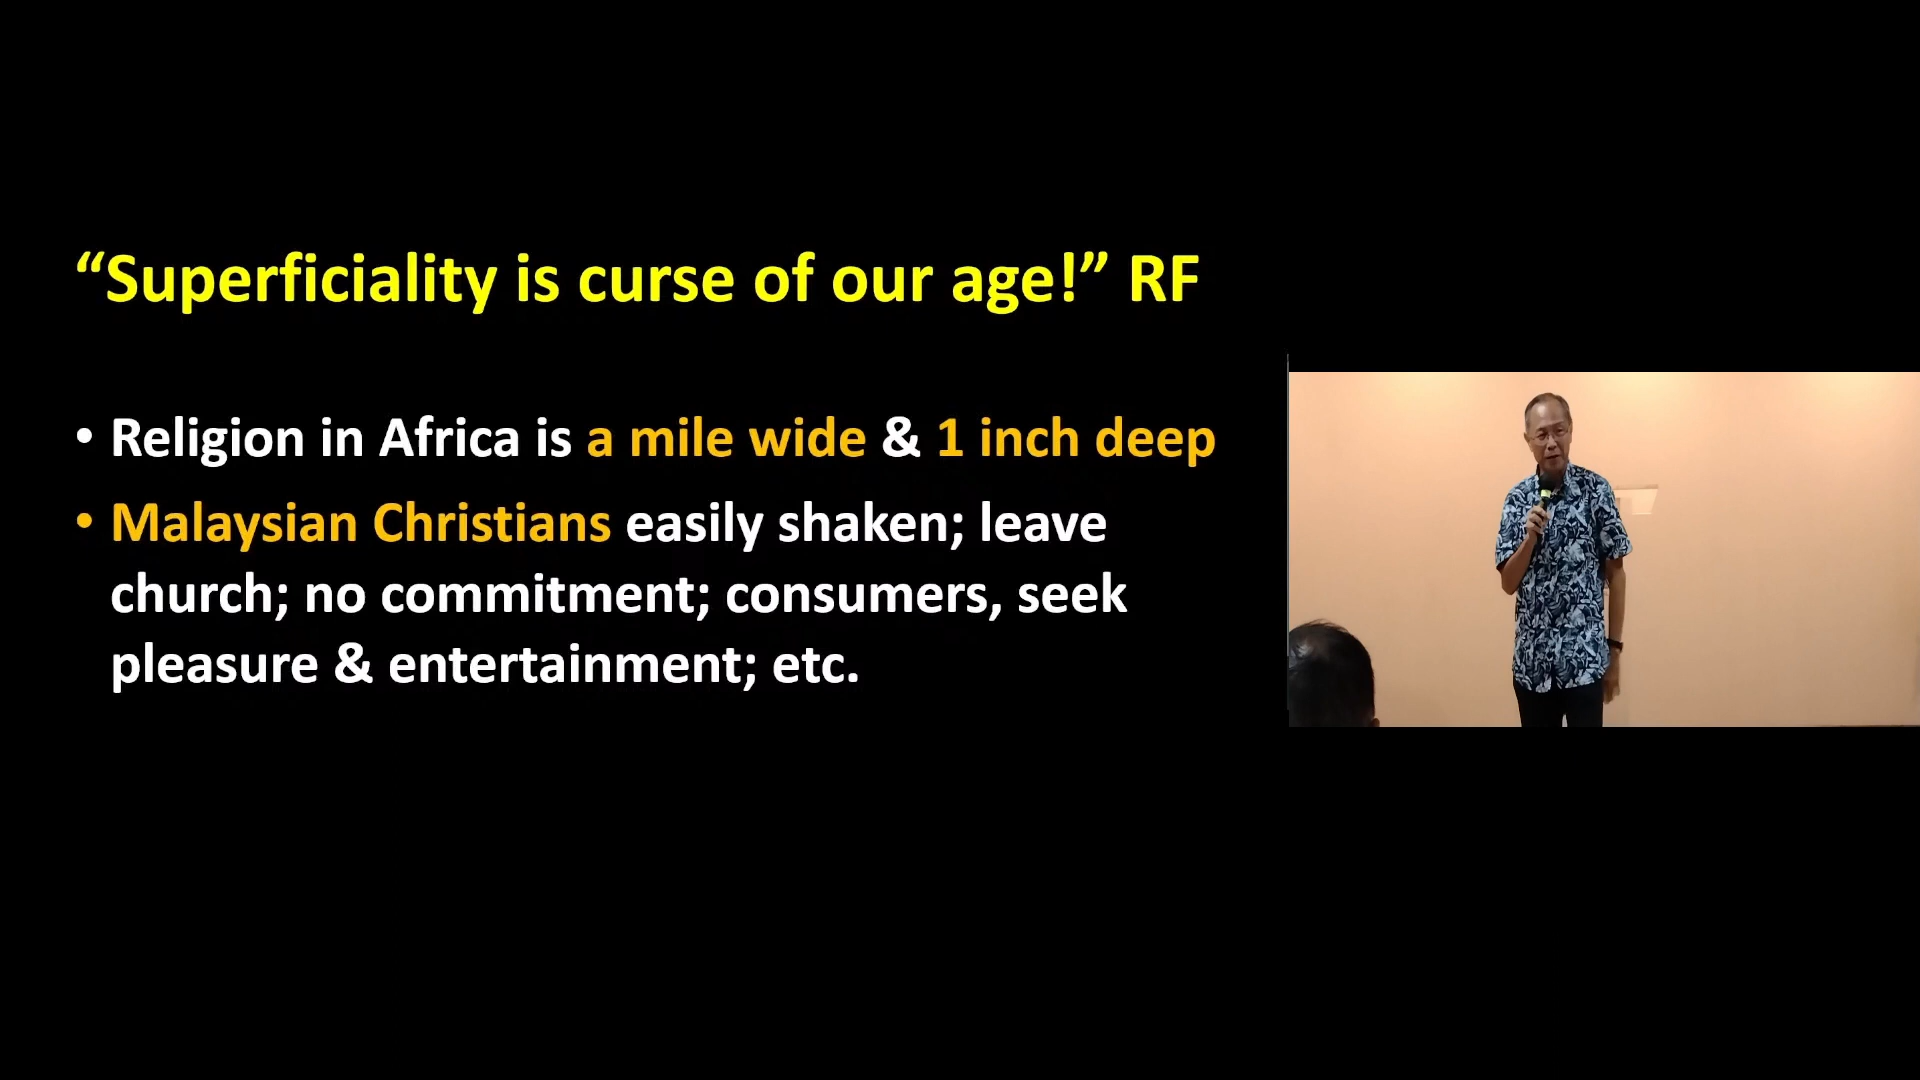 “Superficiality is curse of our age!” RF
• Religion in Africa is a mile wide & 1 inch deep
• Malaysian Christians easily shaken; leave
church; no commitment; consumers, seek
pleasure & entertainment; etc.